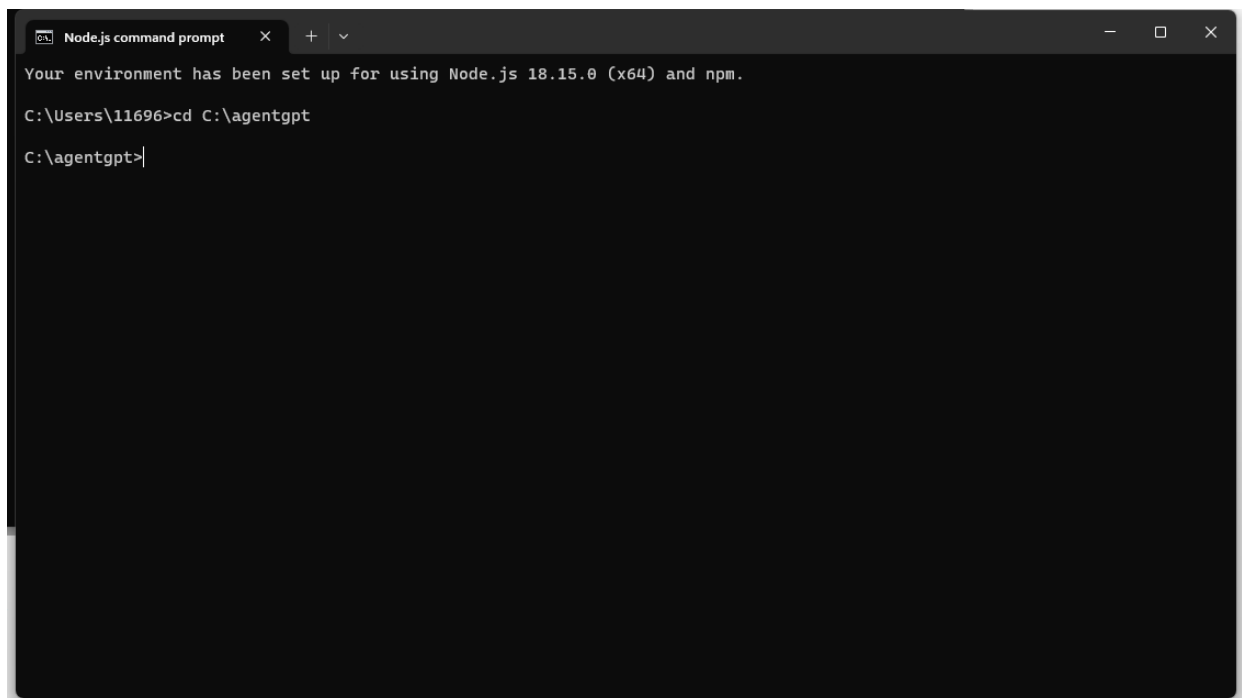 Node.js command prompt
Your environment has been set up for using Node.js 18.15.0 (x64) and npm.
C:\Users\11696>cd C:\agentgpt
C:\agentgpt>